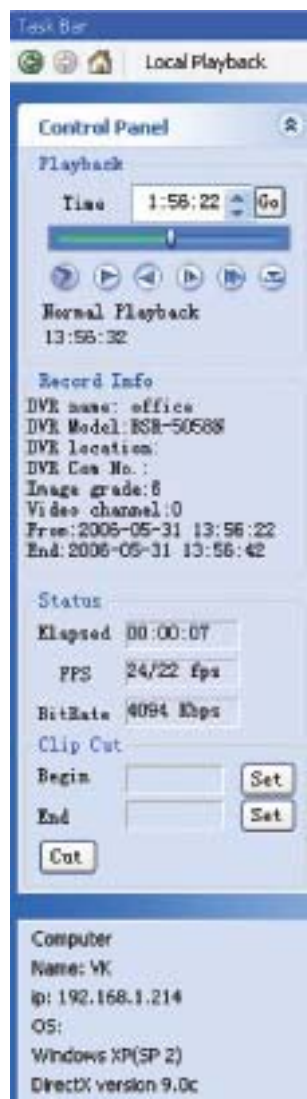 Task Bar
Local Playback
Control Panel
Playback
Time 1:56:22 Go
Normal Playback
13:56:32
Record Info
DVR name: office
DVR Model:
DVR location:
DVR Com No.:
Image grade:6
Video channel:0
From:2006-05-31 13:56:22
End:2006-05-31 13:56:42
Status
Elapsed 00:00:07
FPS 24/22 fps
BitRate 4094 Kbps
Clip Cut
Begin Set
End Set
Cut
Computer
Name: VK
ip: 192.168.1.214
OS:
Windows XP(SP 2)
DirectX version 9.0c